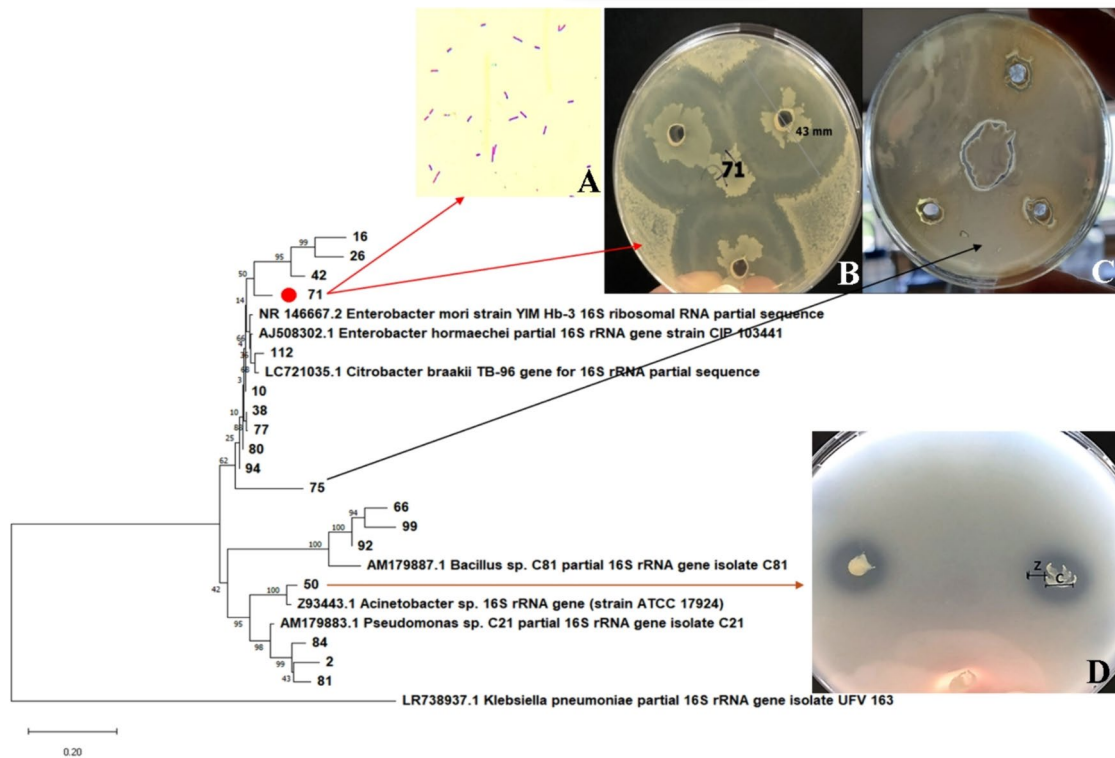 A
43 mm
71
B
C
16
99
26
95
50
42
71
14
NR 146667.2 Enterobacter mori strain YIM Hb-3 16S ribosomal RNA partial sequence
66
AJ508302.1 Enterobacter hormaechei partial 16S rRNA gene strain CIP 103441
4
112
68
LC721035.1 Citrobacter braakii TB-96 gene for 16S rRNA partial sequence
3
10
38
10
77
25
80
94
62
75
66
94
99
100
92
100
AM179887.1 Bacillus sp. C81 partial 16S rRNA gene isolate C81
42
50
100
Z93443.1 Acinetobacter sp. 16S rRNA gene (strain ATCC 17924)
95
AM179883.1 Pseudomonas sp. C21 partial 16S rRNA gene isolate C21
98
84
99
2
43
81
Z
C
D
LR738937.1 Klebsiella pneumoniae partial 16S rRNA gene isolate UFV 163
0.20